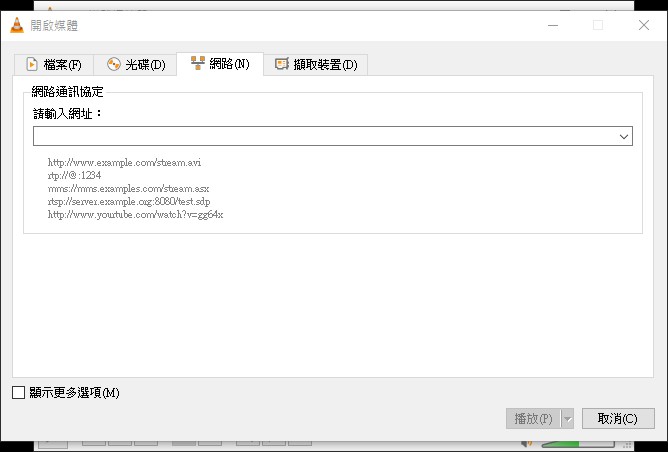 開啟媒體
檔案(F) 光碟(D) 網路(N) 擷取裝置(D)
網路通訊協定
請輸入網址：
http://www.example.com/stream.avi
rtp://@:1234
mms://mms.examples.com/stream.asx
rtsp://server.example.org:8080/test.sdp
http://www.yourtube.com/watch?v=gg64x
顯示更多選項(M)
播放(P) 取消(C)